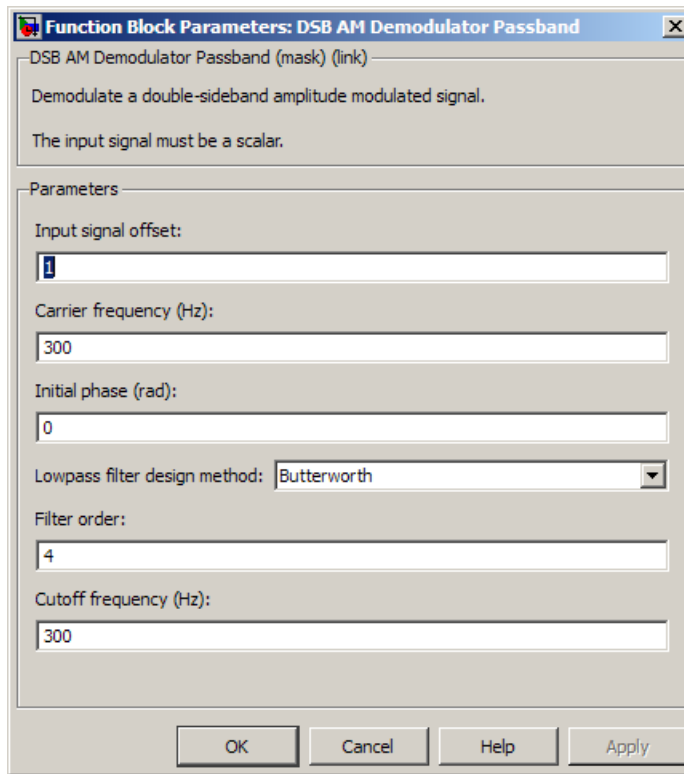 Function Block Parameters: DSB AM Demodulator Passband
DSB AM Demodulator Passband (mask) (link)
Demodulate a double-sideband amplitude modulated signal.
The input signal must be a scalar.
Parameters
Input signal offset:
1
Carrier frequency (Hz):
300
Initial phase (rad):
0
Lowpass filter design method: Butterworth
Filter order:
4
Cutoff frequency (Hz):
300
OK Cancel Help Apply